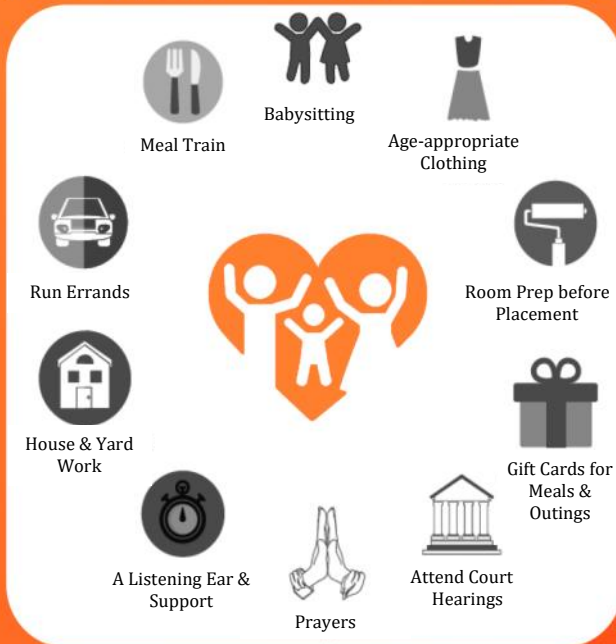 Babysitting
Meal Train
Age-appropriate
Clothing
Run Errands
Room Prep before
Placement
House & Yard
Work
Gift Cards for
Meals &
Outings
A Listening Ear &
Support
Attend Court
Hearings
Prayers